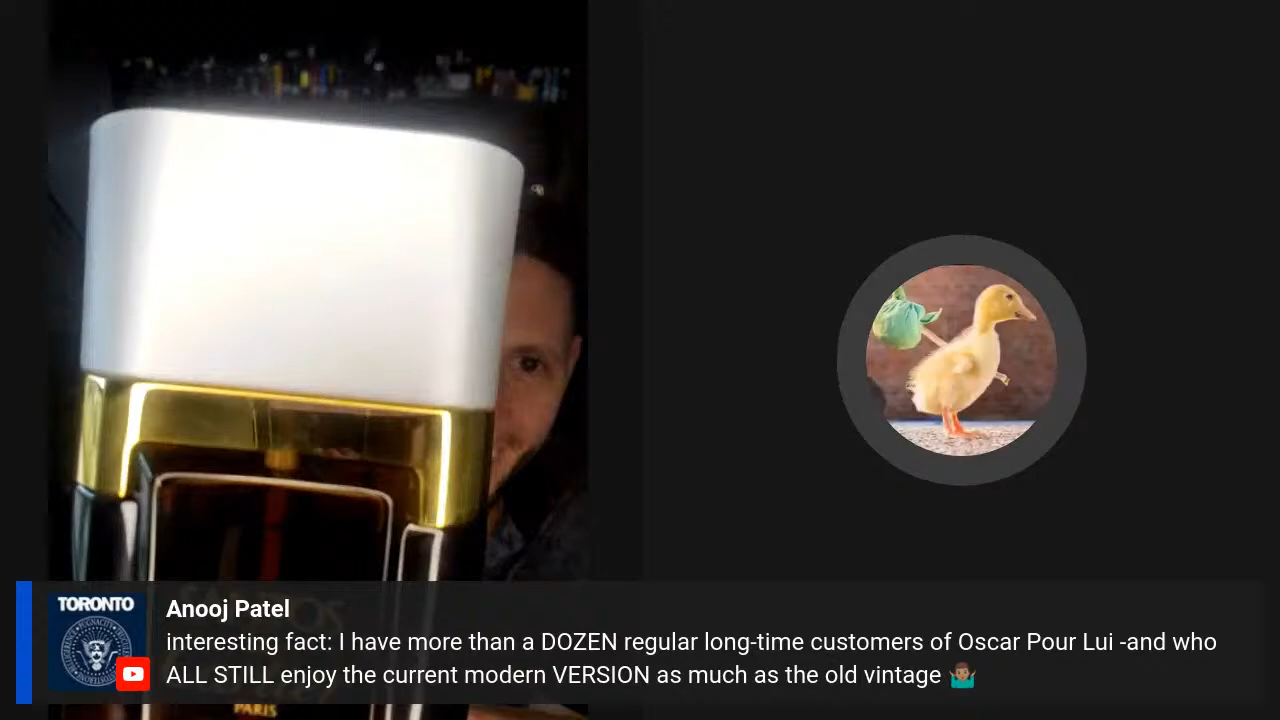 TORONTO
Anooj Patel
interesting fact: I have more than a DOZEN regular long-time customers of Oscar Pour Lui -and who
ALL STILL enjoy the current modern VERSION as much as the old vintage 🤷🏽‍♂️
PARIS